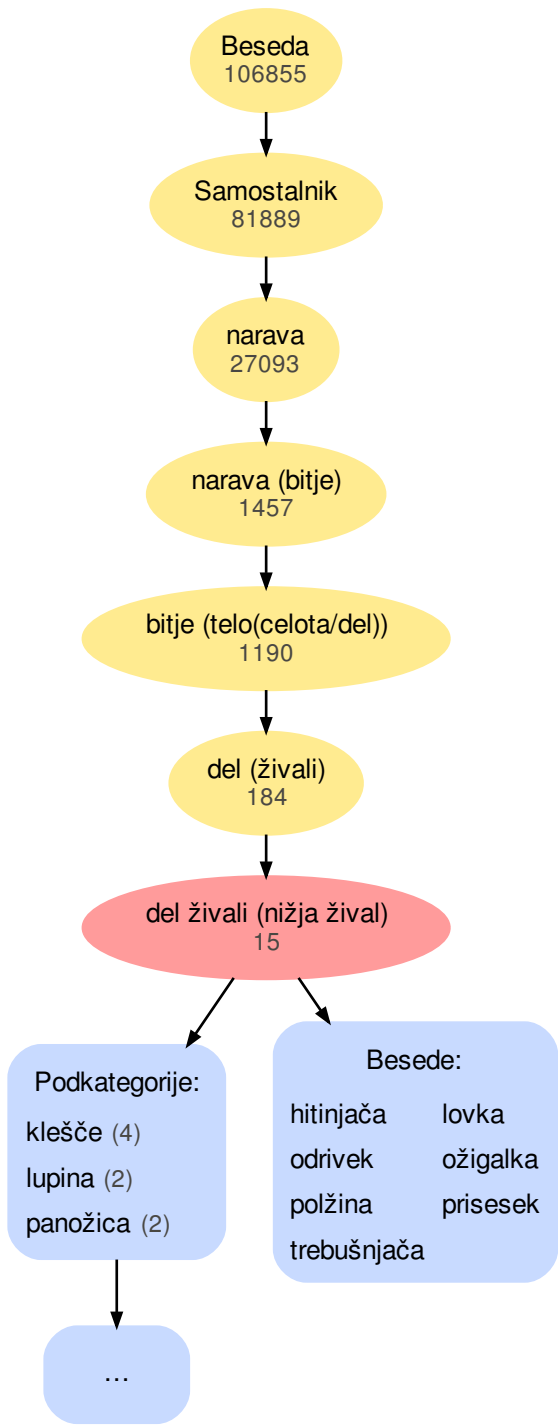 Beseda
106855
Samostalnik
81889
narava
27093
narava (bitje)
1457
bitje (telo(celota/del))
1190
del (živali)
184
del živali (nižja žival)
15
Podkategorije:
klešče (4)
lupina (2)
panožica (2)
...
Besede:
hitinjača lovka
odrivek ožigalka
polžina prisesek
trebušnjača